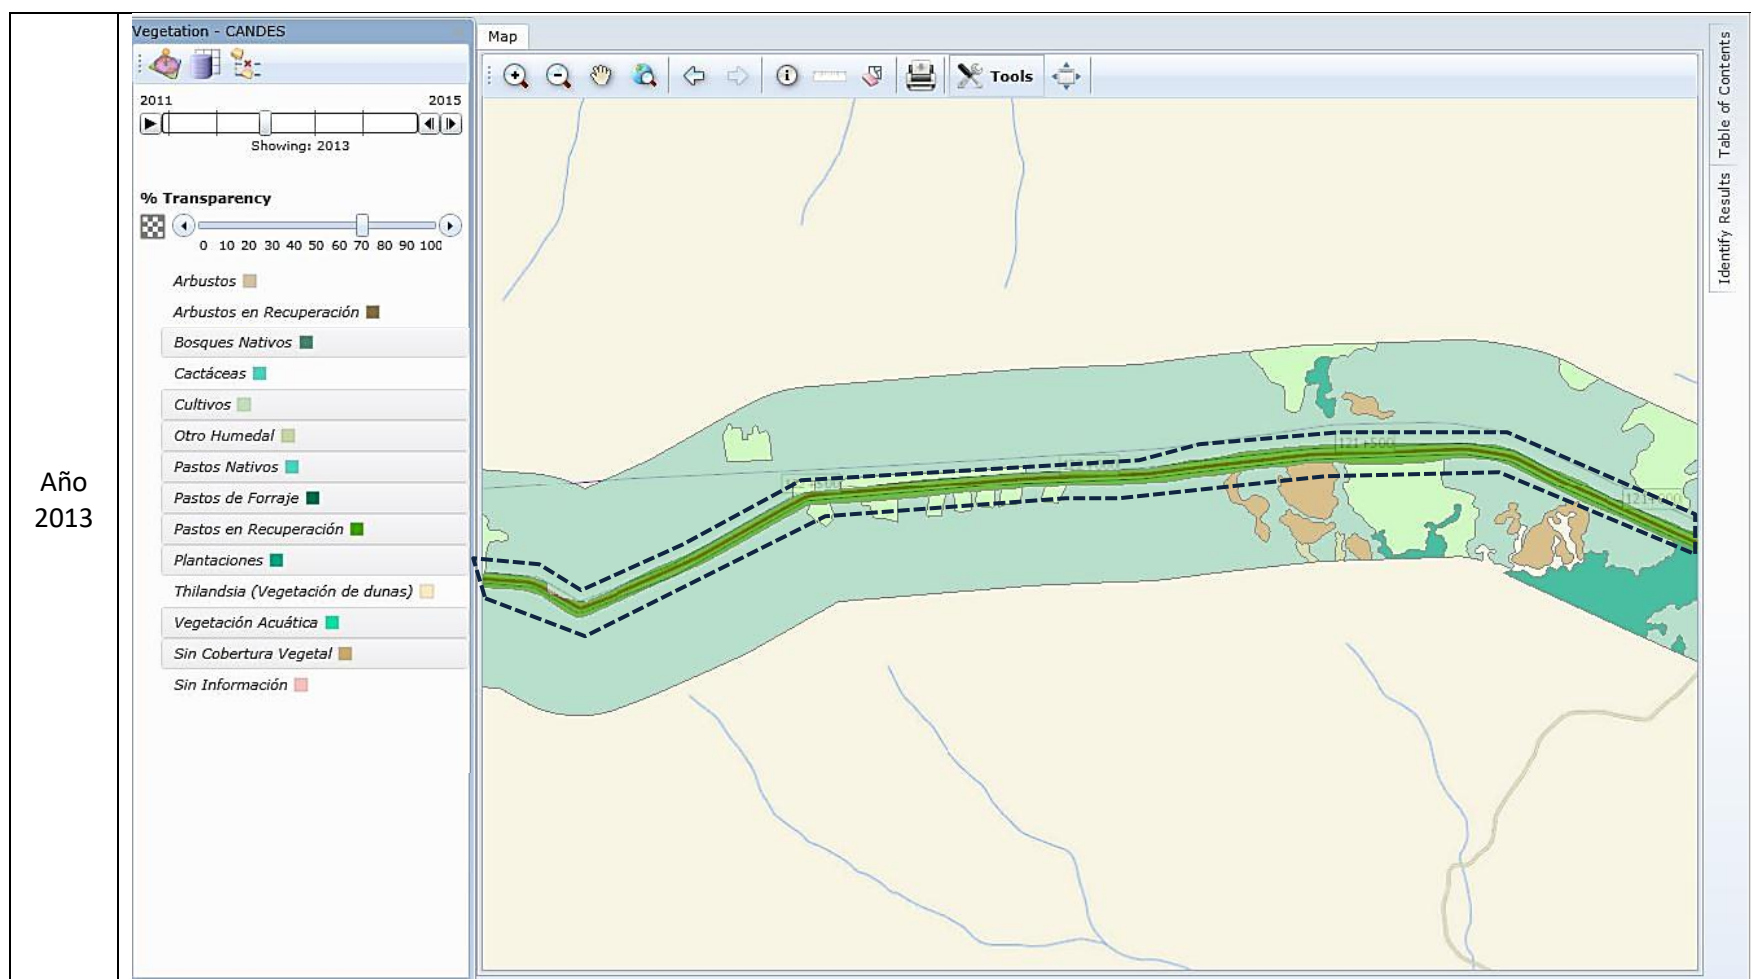 Año
2013
Vegetation - CANDES
2011 2015
Showing: 2013
% Transparency
0 10 20 30 40 50 60 70 80 90 100
Arbustos
Arbustos en Recuperación
Bosques Nativos
Cactáceas
Cultivos
Otro Humedal
Pastos Nativos
Pastos de Forraje
Pastos en Recuperación
Plantaciones
Thilandsia (Vegetación de dunas)
Vegetación Acuática
Sin Cobertura Vegetal
Sin Información
Map
Tools
121+500
Table of Contents
Identify Results